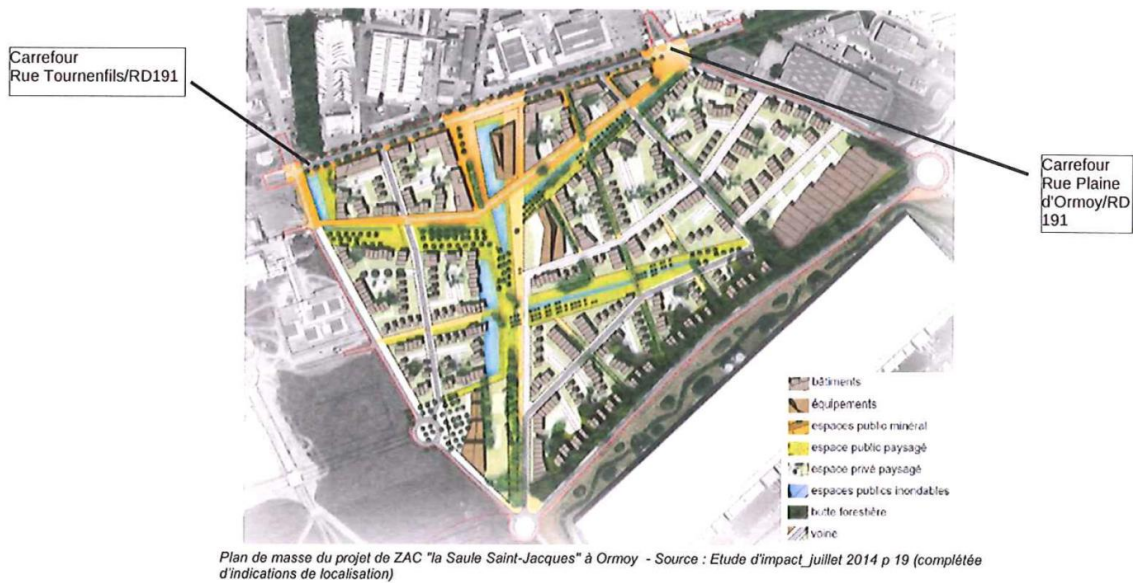 Carrefour
Rue Tournenfils/RD191
Carrefour
Rue Plaine
d'Ormoy/RD
191
bâtiments
équipements
espaces public minéral
espace public paysagé
espace privé paysagé
espaces publics inondables
butte forestière
voirie
Plan de masse du projet de ZAC "la Saule Saint-Jacques" à Ormoy - Source : Etude d'impact_juillet 2014 p 19 (complétée
d'indications de localisation)